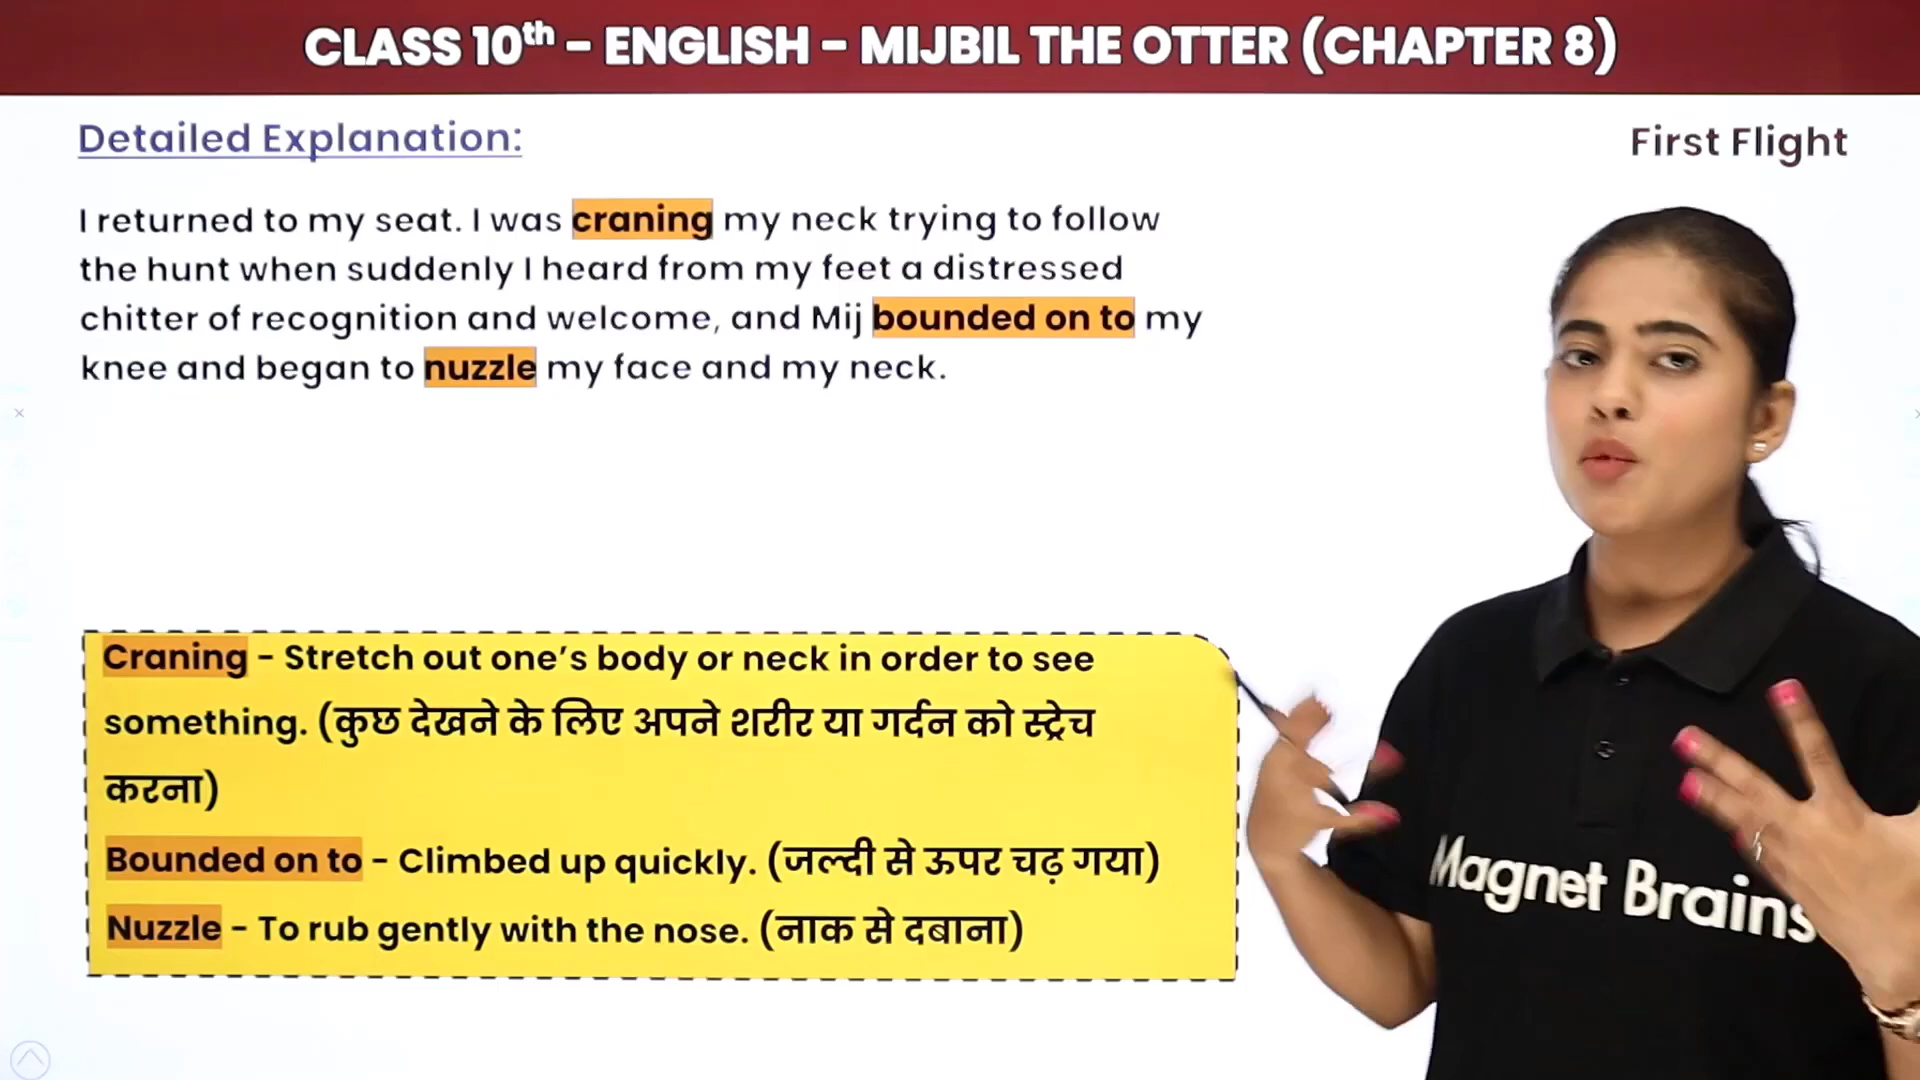 CLASS 10th – ENGLISH – MIJBIL THE OTTER (CHAPTER 8)
Detailed Explanation:
First Flight
I returned to my seat. I was craning my neck trying to follow
the hunt when suddenly I heard from my feet a distressed
chitter of recognition and welcome, and Mij bounded on to my
knee and began to nuzzle my face and my neck.
Craning - Stretch out one's body or neck in order to see
something. (कुछ देखने के लिए अपने शरीर या गर्दन को स्ट्रेच
करना)
Bounded on to - Climbed up quickly. (जल्दी से ऊपर चढ़ गया)
Nuzzle - To rub gently with the nose. (नाक से दबाना)
Magnet Brains